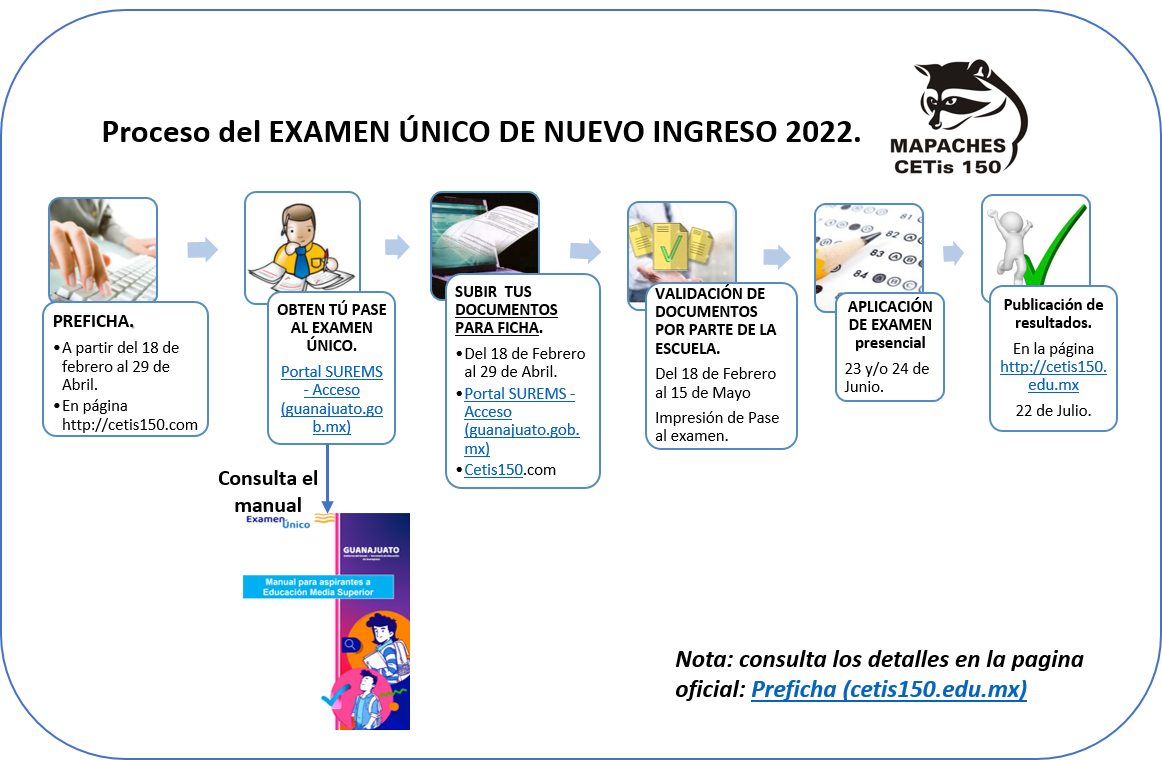 Proceso del EXAMEN ÚNICO DE NUEVO INGRESO 2022.
MAPACHES
CETis 150
PREFICHA.
•A partir del 18 de
febrero al 29 de
Abril.
•En página
http://cetis150.com
OBTEN TÚ PASE
AL EXAMEN
ÚNICO.
Portal SUREMS
- Acceso
(guanajuato.go
b.mx)
Consulta el
manual
Examen
Único
GUANAJUATO
Manual para aspirantes a
Educación Media Superior
SUBIR TUS
DOCUMENTOS
PARA FICHA.
•Del 18 de Febrero
al 29 de Abril.
•Portal SUREMS -
Acceso
(guanajuato.gob.
mx)
•Cetis150.com
VALIDACIÓN DE
DOCUMENTOS
POR PARTE DE LA
ESCUELA.
Del 18 de Febrero
al 15 de Mayo
Impresión de Pase
al examen.
81
82
83
84
APLICACIÓN
DE EXAMEN
presencial
23 y/o 24 de
Junio.
Publicación de
resultados.
En la página
http://cetis150.
edu.mx
22 de Julio.
Nota: consulta los detalles en la pagina
oficial: Preficha (cetis150.edu.mx)